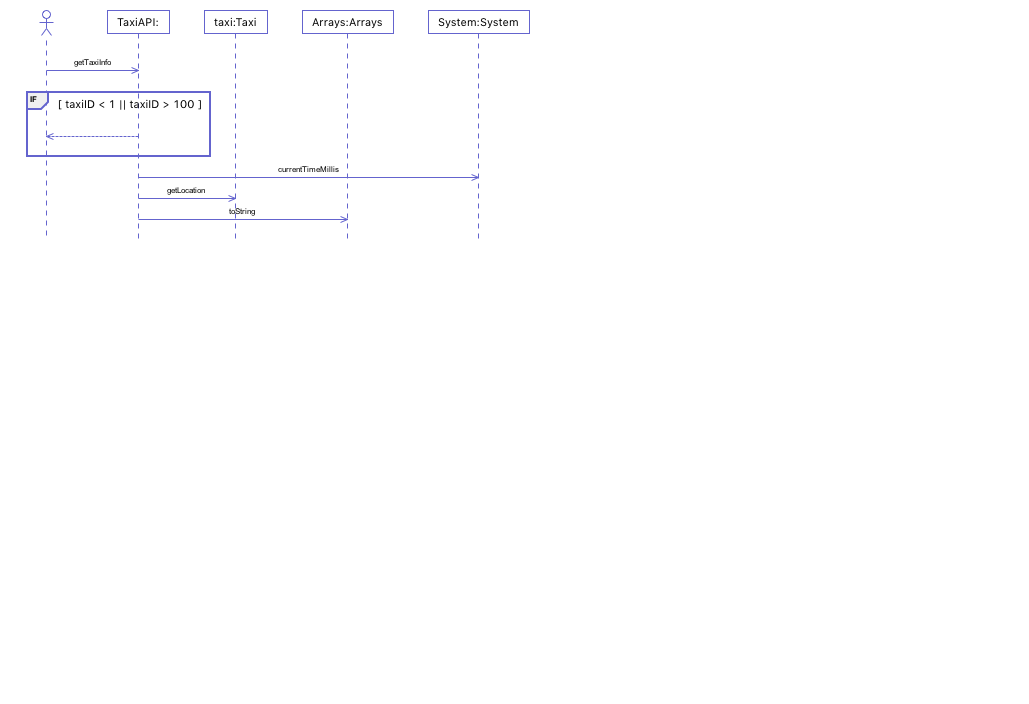 TaxiAPI:
taxi:Taxi
Arrays:Arrays
System:System
getTaxiInfo
IF
[ taxiID < 1 || taxiID > 100 ]
currentTimeMillis
getLocation
toString